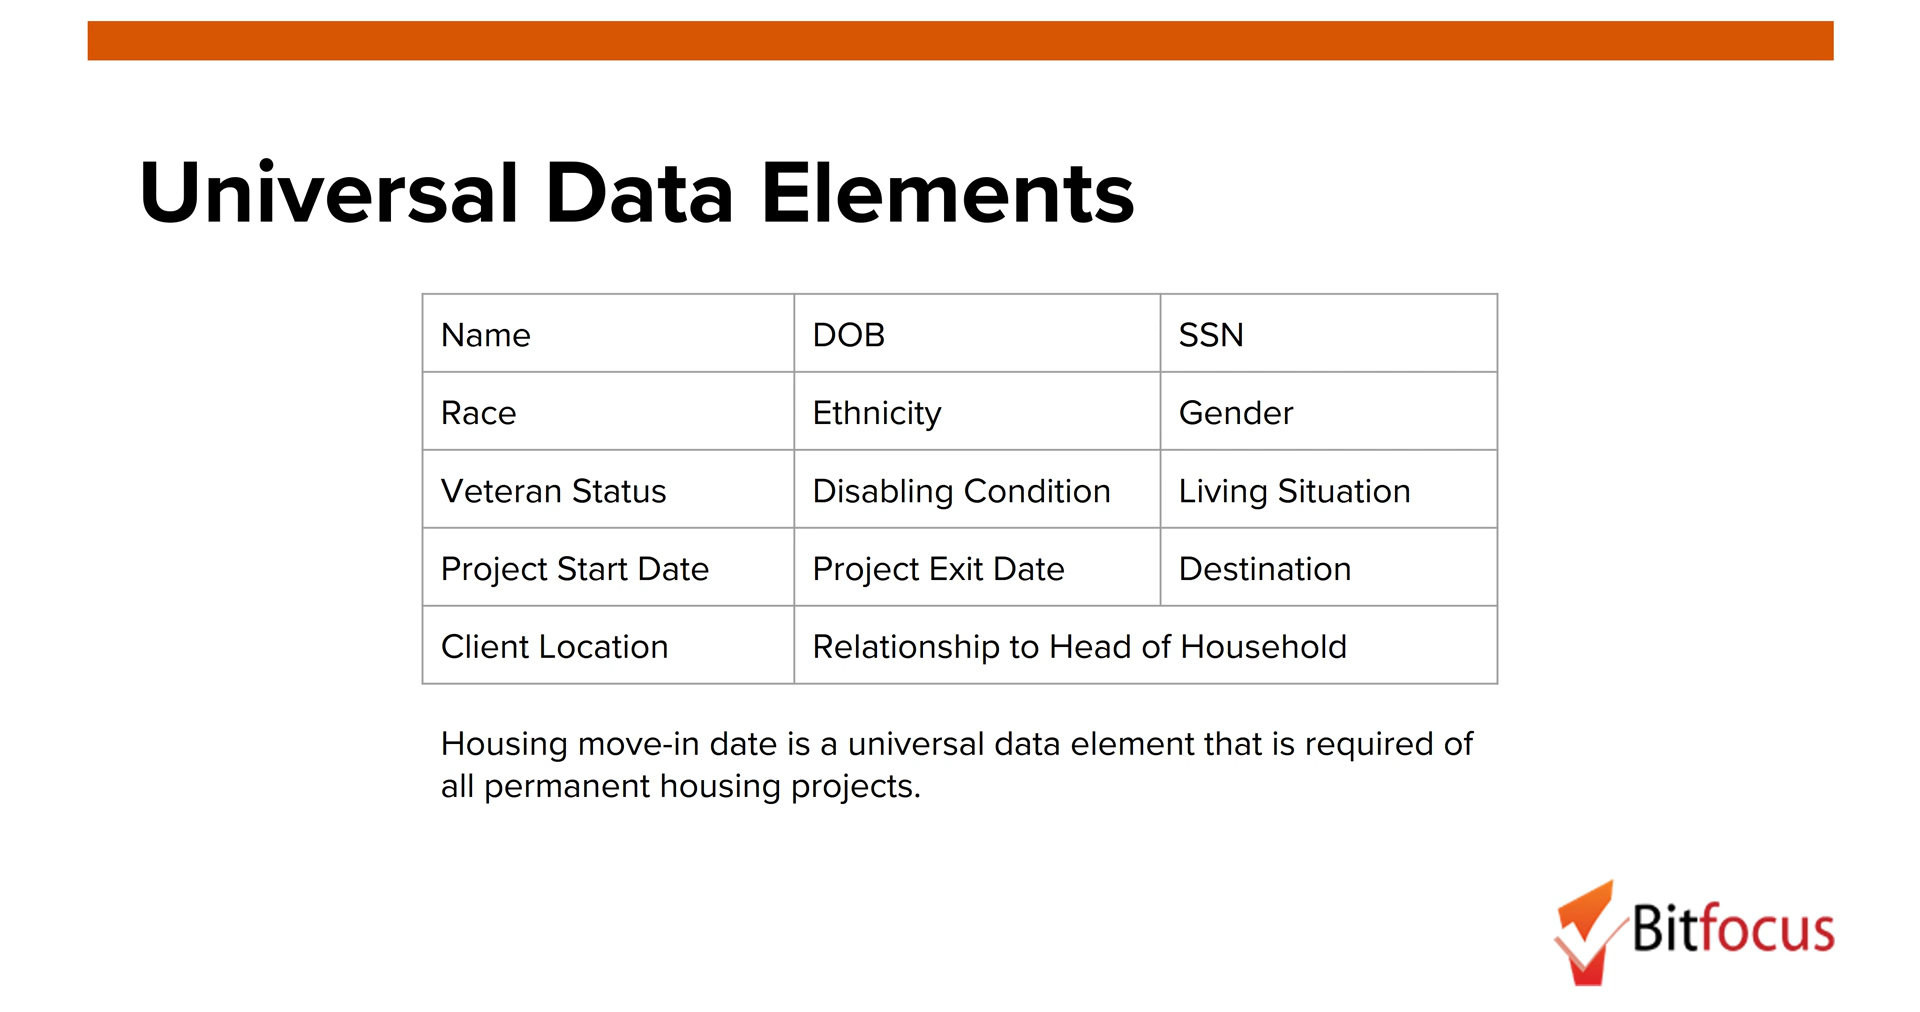 Universal Data Elements
Name DOB SSN
Race Ethnicity Gender
Veteran Status Disabling Condition Living Situation
Project Start Date Project Exit Date Destination
Client Location Relationship to Head of Household
Housing move-in date is a universal data element that is required of
all permanent housing projects.
Bitfocus